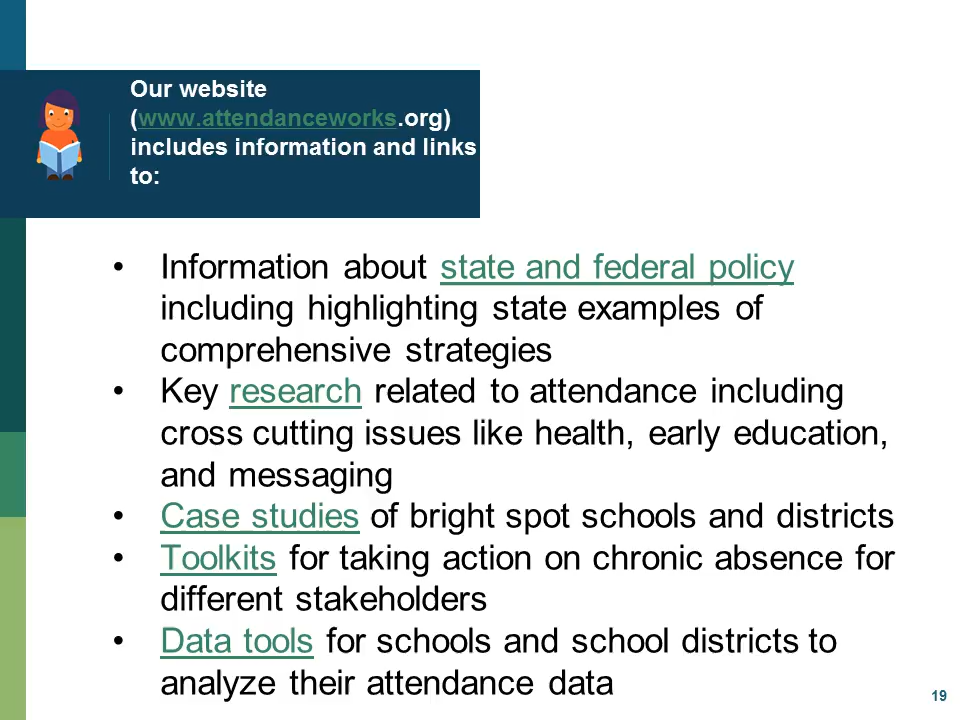 Our website
(www.attendanceworks.org)
includes information and links
to:
• Information about state and federal policy
including highlighting state examples of
comprehensive strategies
• Key research related to attendance including
cross cutting issues like health, early education,
and messaging
• Case studies of bright spot schools and districts
• Toolkits for taking action on chronic absence for
different stakeholders
• Data tools for schools and school districts to
analyze their attendance data
19